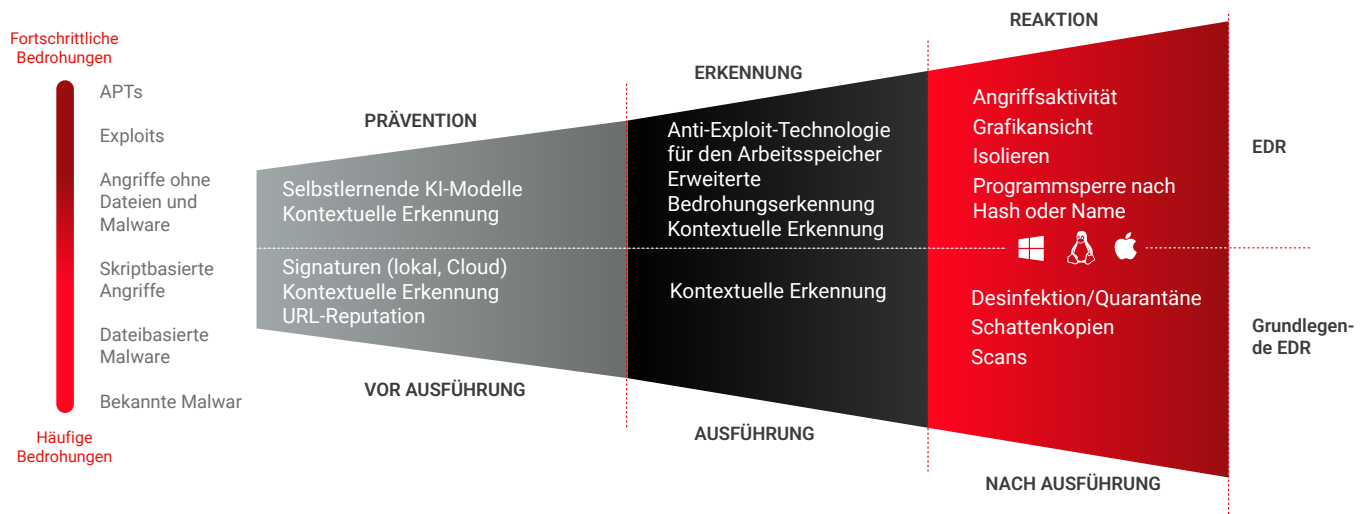 Fortschrittliche
Bedrohungen
APTs
Exploits
Angriffe ohne
Dateien und
Malware
Skriptbasierte
Angriffe
Dateibasierte
Malware
Bekannte Malwar
Häufige
Bedrohungen
PRÄVENTION
Selbstlernende KI-Modelle
Kontextuelle Erkennung
Signaturen (lokal, Cloud)
Kontextuelle Erkennung
URL-Reputation
VOR AUSFÜHRUNG
ERKENNUNG
Anti-Exploit-Technologie
für den Arbeitsspeicher
Erweiterte
Bedrohungserkennung
Kontextuelle Erkennung
Kontextuelle Erkennung
AUSFÜHRUNG
REAKTION
Angriffsaktivität
Grafikansicht
Isolieren
Programmsperre nach
Hash oder Name
Desinfektion/Quarantäne
Schattenkopien
Scans
NACH AUSFÜHRUNG
EDR
Grundlegen-
de EDR